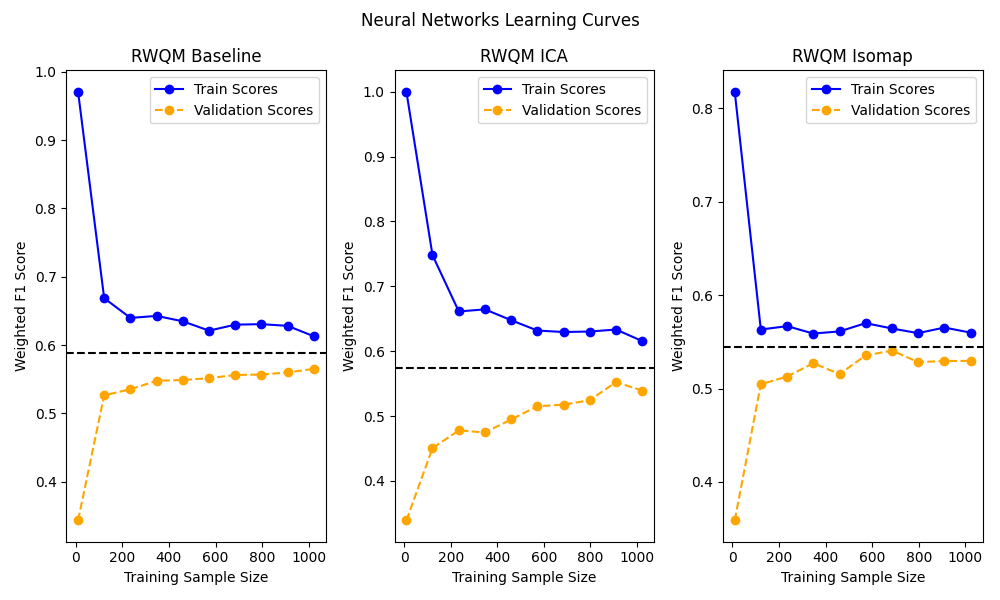 Neural Networks Learning Curves
RWQM Baseline
Train Scores
Validation Scores
Weighted F1 Score
1.0
0.9
0.8
0.7
0.6
0.5
0.4
0 200 400 600 800 1000
Training Sample Size
RWQM ICA
Train Scores
Validation Scores
Weighted F1 Score
1.0
0.9
0.8
0.7
0.6
0.5
0.4
0 200 400 600 800 1000
Training Sample Size
RWQM Isomap
Train Scores
Validation Scores
Weighted F1 Score
0.8
0.7
0.6
0.5
0.4
0 200 400 600 800 1000
Training Sample Size